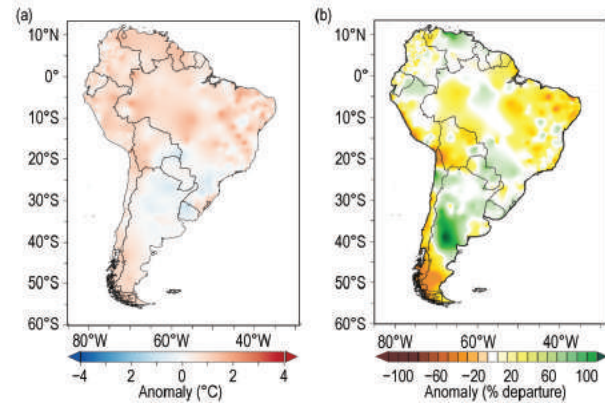 (a)
10°N
0°
10°S
20°S
30°S
40°S
50°S
60°S
80°W 60°W 40°W
−4 −2 0 2 4
Anomaly (°C)
(b)
10°N
0°
10°S
20°S
30°S
40°S
50°S
60°S
80°W 60°W 40°W
−100 −60 −20 20 60 100
Anomaly (% departure)